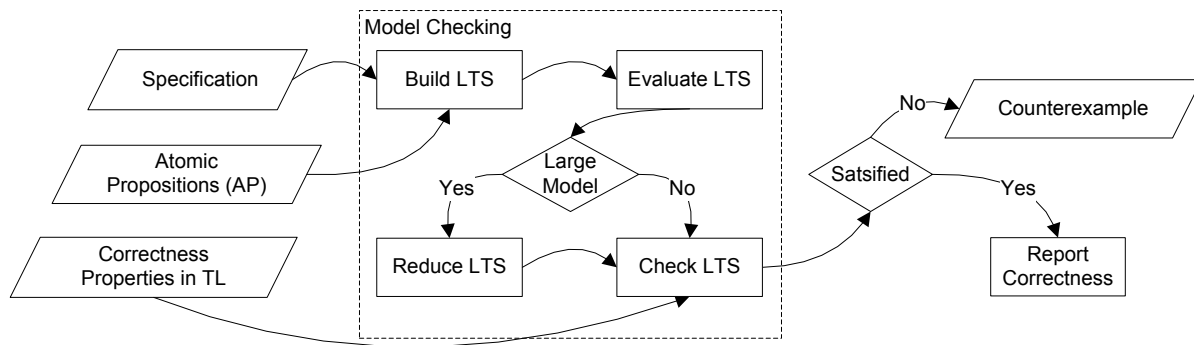 Model Checking
Specification
Build LTS
Evaluate LTS
No
Counterexample
Atomic
Propositions (AP)
Large
Model
Satsified
Yes
No
Yes
Correctness
Properties in TL
Reduce LTS
Check LTS
Report
Correctness